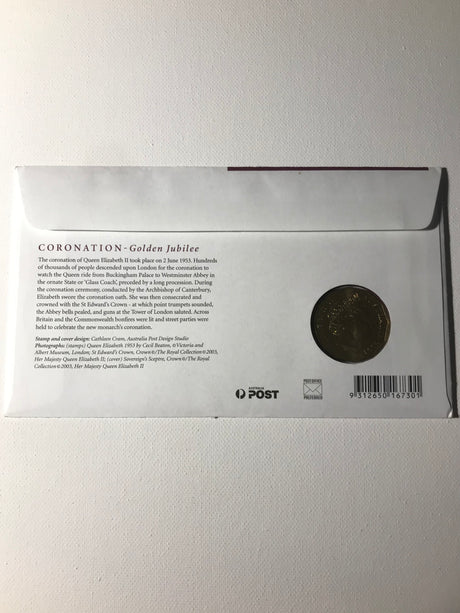 CORONATION - Golden Jubilee
The coronation of Queen Elizabeth II took place on 2 June 1953. Hundreds
of thousands of people descended upon London for the coronation to
watch the Queen ride from Buckingham Palace to Westminster Abbey in
the ornate State or 'Glass Coach', preceded by a long procession. During
the coronation ceremony, conducted by the Archbishop of Canterbury,
Elizabeth swore the coronation oath. She was then consecrated and
crowned with the St Edward's Crown - at which point trumpets sounded,
the Abbey bells pealed, and guns at the Tower of London saluted. Across
Britain and the Commonwealth bonfires were lit and street parties were
held to celebrate the new monarch's coronation.
Stamp and cover design: Cathleen Cram, Australia Post Design Studio
Photographs: (stamps) Queen Elizabeth 1953 by Cecil Beaton, ©Victoria and
Albert Museum, London; St Edward's Crown, Crown©/The Royal Collection©2003,
Her Majesty Queen Elizabeth II; (cover) Sovereign's Sceptre, Crown©/The Royal
Collection©2003, Her Majesty Queen Elizabeth II
AUSTRALIA
POST
POST OFFICE
PREFERRED
9 312650 167301